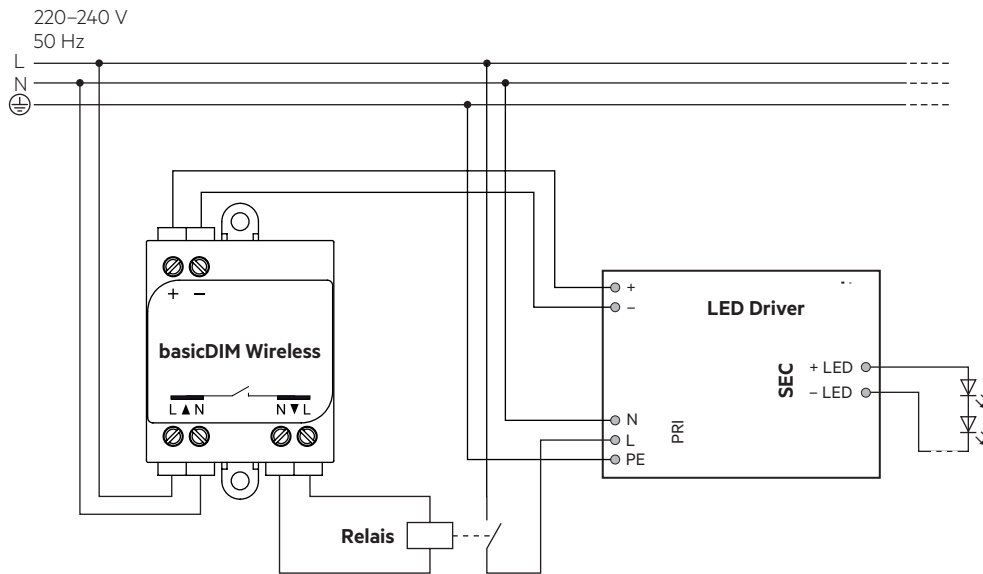 220–240 V
50 Hz
L
N
+ −
basicDIM Wireless
L ▲ N N ▼ L
Relais
+
−
LED Driver
SEC
+ LED
− LED
PRI
N
L
PE